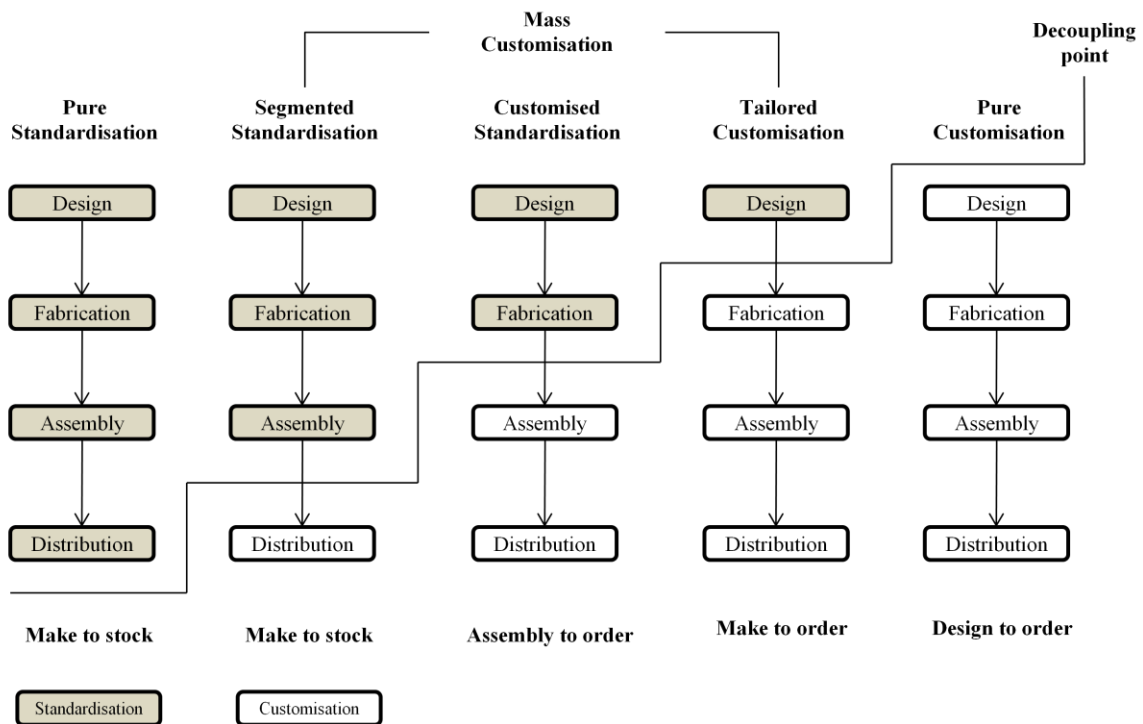 Mass
Customisation
Decoupling
point
Pure
Standardisation
Segmented
Standardisation
Customised
Standardisation
Tailored
Customisation
Pure
Customisation
Design
Design
Design
Design
Design
Fabrication
Fabrication
Fabrication
Fabrication
Fabrication
Assembly
Assembly
Assembly
Assembly
Assembly
Distribution
Distribution
Distribution
Distribution
Distribution
Make to stock
Make to stock
Assembly to order
Make to order
Design to order
Standardisation
Customisation